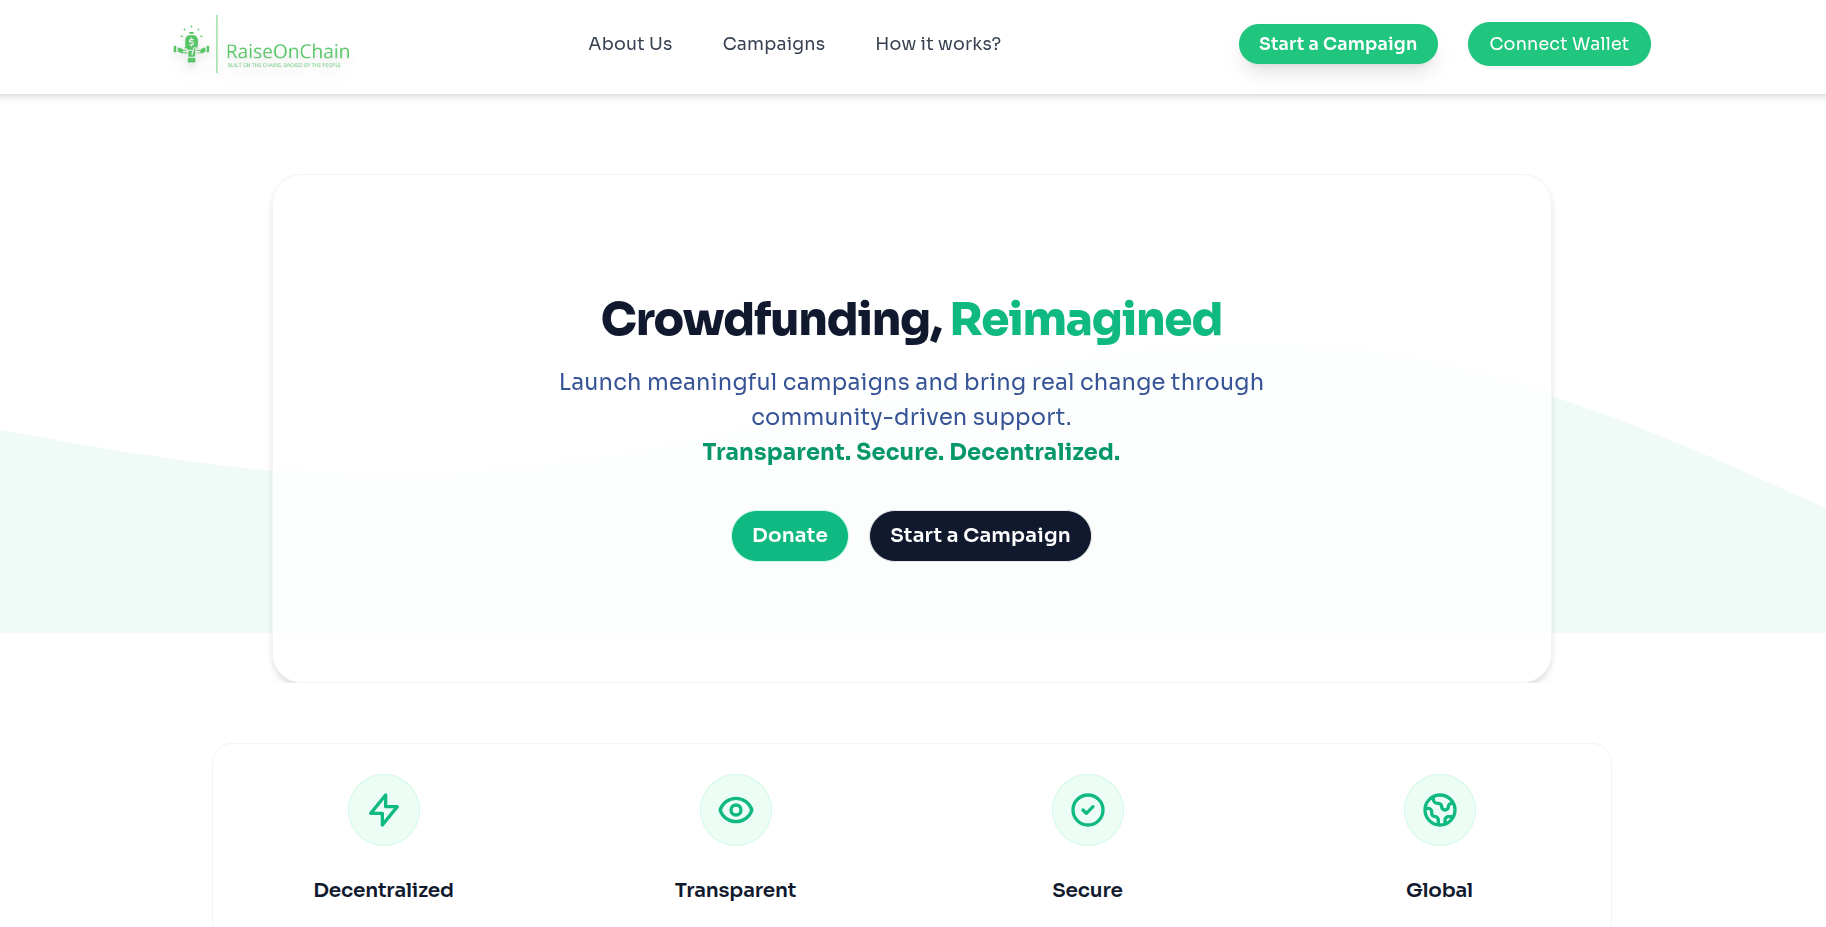 RaiseOnChain
BUILT ON THE CHAINS, BACKED BY THE PEOPLE
About Us
Campaigns
How it works?
Start a Campaign
Connect Wallet
Crowdfunding, Reimagined
Launch meaningful campaigns and bring real change through
community-driven support.
Transparent. Secure. Decentralized.
Donate
Start a Campaign
Decentralized
Transparent
Secure
Global